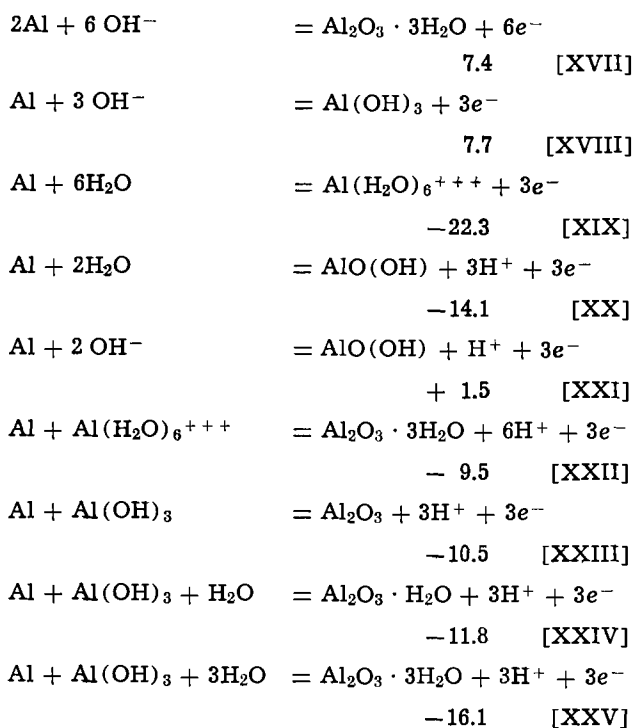 2Al + 6 OH⁻ = Al₂O₃ · 3H₂O + 6e⁻
7.4 [XVII]
Al + 3 OH⁻ = Al(OH)₃ + 3e⁻
7.7 [XVIII]
Al + 6H₂O = Al(H₂O)₆⁺⁺⁺ + 3e⁻
−22.3 [XIX]
Al + 2H₂O = AlO(OH) + 3H⁺ + 3e⁻
−14.1 [XX]
Al + 2 OH⁻ = AlO(OH) + H⁺ + 3e⁻
+ 1.5 [XXI]
Al + Al(H₂O)₆⁺⁺⁺ = Al₂O₃ · 3H₂O + 6H⁺ + 3e⁻
− 9.5 [XXII]
Al + Al(OH)₃ = Al₂O₃ + 3H⁺ + 3e⁻
−10.5 [XXIII]
Al + Al(OH)₃ + H₂O = Al₂O₃ · H₂O + 3H⁺ + 3e⁻
−11.8 [XXIV]
Al + Al(OH)₃ + 3H₂O = Al₂O₃ · 3H₂O + 3H⁺ + 3e⁻
−16.1 [XXV]